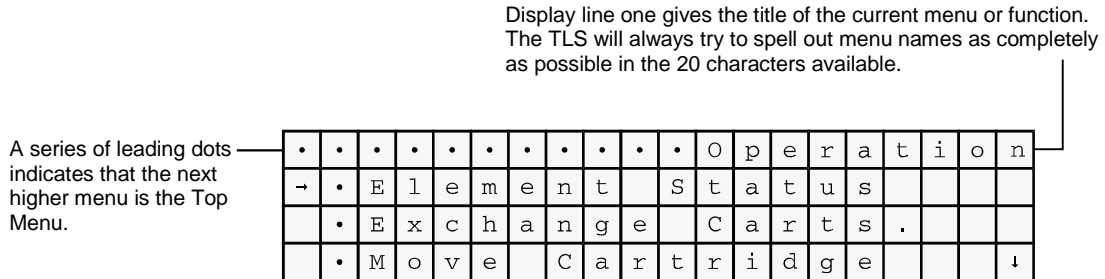 Display line one gives the title of the current menu or function.
The TLS will always try to spell out menu names as completely
as possible in the 20 characters available.
A series of leading dots
indicates that the next
higher menu is the Top
Menu.
•••••••••••Operation
→•Element Status
•Exchange Carts.
•Move Cartridge ↓